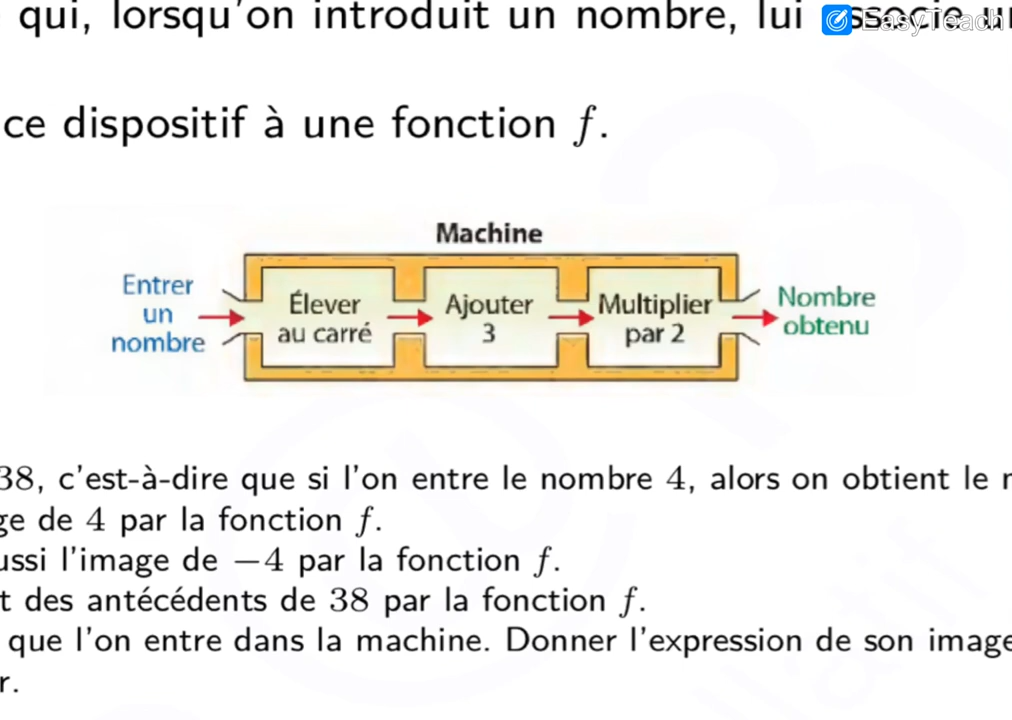 qui, lorsqu'on introduit un nombre, lui associe
EasyTeach
ce dispositif à une fonction f.
Machine
Entrer
un
nombre
Élever
au carré
Ajouter
3
Multiplier
par 2
Nombre
obtenu
38, c'est-à-dire que si l'on entre le nombre 4, alors on obtient le
ge de 4 par la fonction f.
ussi l'image de −4 par la fonction f.
t des antécédents de 38 par la fonction f.
que l'on entre dans la machine. Donner l'expression de son image
r.